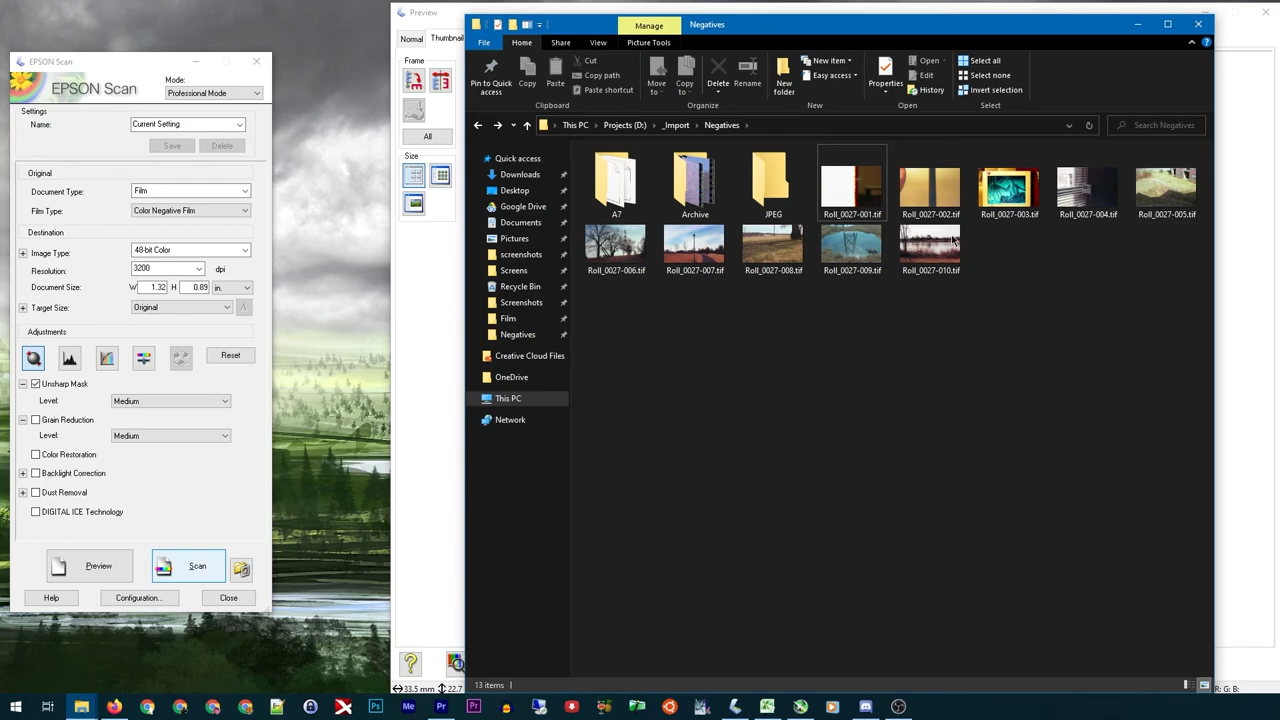 Preview
Normal
Thumbnail
Frame
All
Size
33.5 mm
22.7
R: G: B:
EPSON Scan
EPSON Scan
Mode:
Professional Mode
Settings
Name:
Current Setting
Save
Delete
Original
Document Type:
Film
Film Type:
Color Negative Film
Destination
Image Type:
48-bit Color
Resolution:
3200
dpi
Document Size:
W
1.32
H
0.89
in.
Target Size:
Original
Adjustments
Reset
Unsharp Mask
Level:
Medium
Grain Reduction
Level:
Medium
Color Restoration
Backlight Correction
Dust Removal
DIGITAL ICE Technology
Preview
Scan
Help
Configuration...
Close
Manage
Negatives
File
Home
Share
View
Picture Tools
Pin to Quick access
Copy
Paste
Cut
Copy path
Paste shortcut
Clipboard
Move to
Copy to
Delete
Rename
Organize
New folder
New item
Easy access
New
Properties
Open
Edit
History
Open
Select all
Select none
Invert selection
Select
This PC
Projects (D:)
_Import
Negatives
Search Negatives
Quick access
Downloads
Desktop
Google Drive
Documents
Pictures
screenshots
Screens
Recycle Bin
Screenshots
Film
Negatives
Creative Cloud Files
OneDrive
This PC
Network
A7
Archive
JPEG
Roll_0027-001.tif
Roll_0027-002.tif
Roll_0027-003.tif
Roll_0027-004.tif
Roll_0027-005.tif
Roll_0027-006.tif
Roll_0027-007.tif
Roll_0027-008.tif
Roll_0027-009.tif
Roll_0027-010.tif
13 items
Ps
Me
Pr
Pr